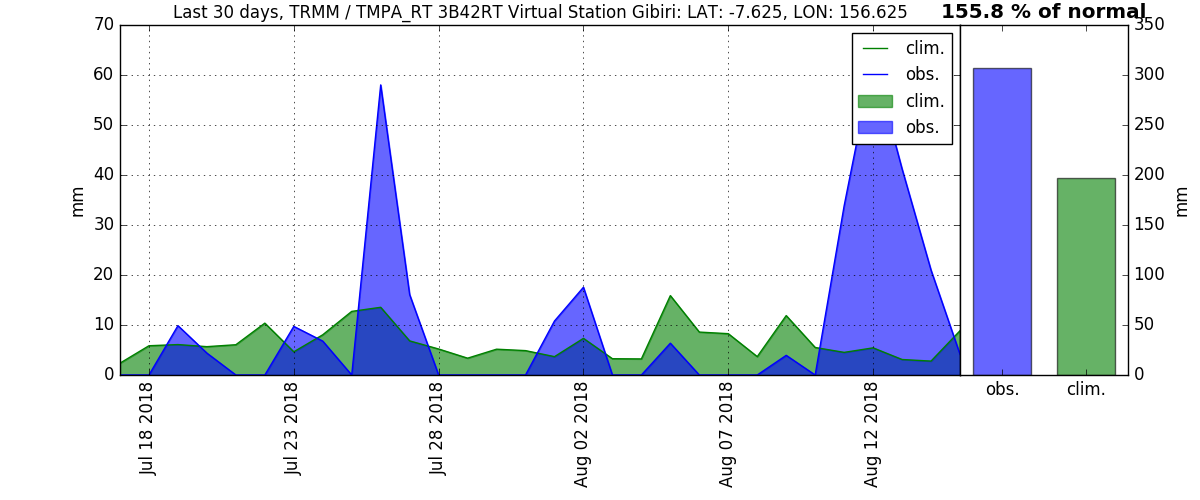 Last 30 days, TRMM / TMPA_RT 3B42RT Virtual Station Gibiri: LAT: -7.625, LON: 156.625
155.8 % of normal
70
60
50
40
30
20
10
0
mm
clim.
obs.
clim.
obs.
Jul 18 2018
Jul 23 2018
Jul 28 2018
Aug 02 2018
Aug 07 2018
Aug 12 2018
350
300
250
200
150
100
50
0
mm
obs.
clim.